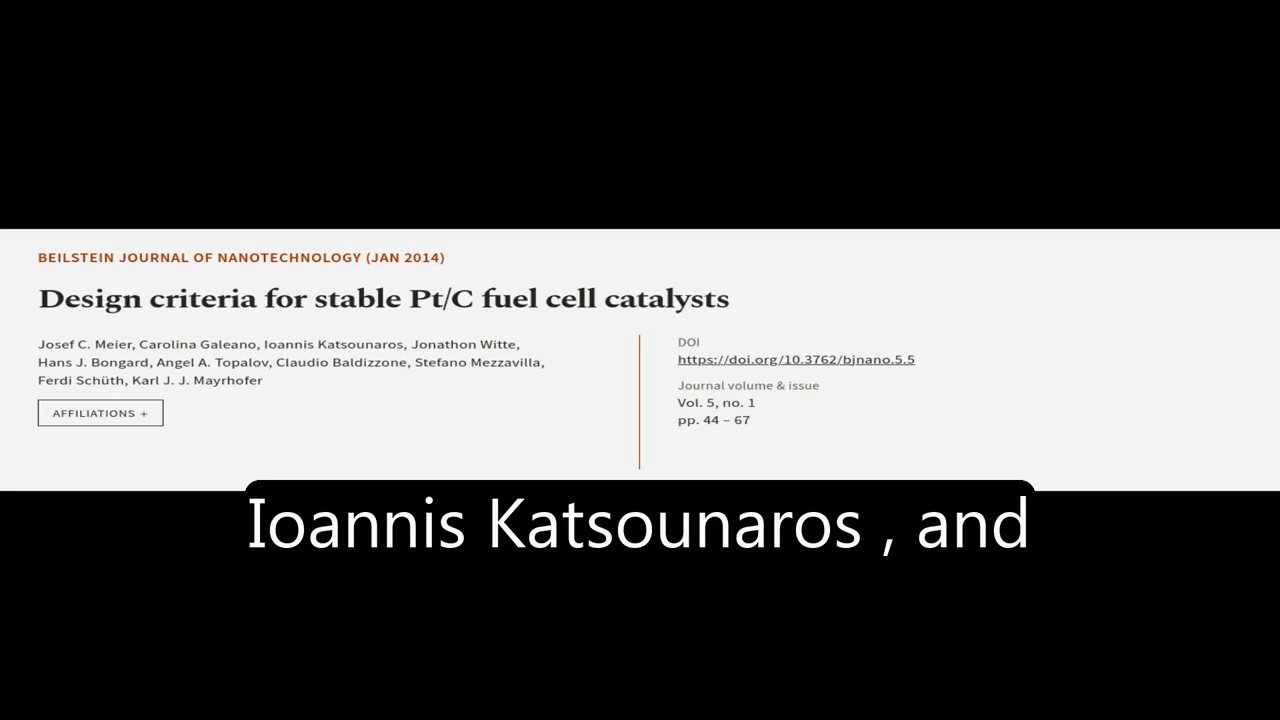 BEILSTEIN JOURNAL OF NANOTECHNOLOGY (JAN 2014)
Design criteria for stable Pt/C fuel cell catalysts
Josef C. Meier, Carolina Galeano, Ioannis Katsounaros, Jonathon Witte,
Hans J. Bongard, Angel A. Topalov, Claudio Baldizzone, Stefano Mezzavilla,
Ferdi Schüth, Karl J. J. Mayrhofer
AFFILIATIONS +
DOI
https://doi.org/10.3762/bjnano.5.5
Journal volume & issue
Vol. 5, no. 1
pp. 44 – 67
Ioannis Katsounaros , and